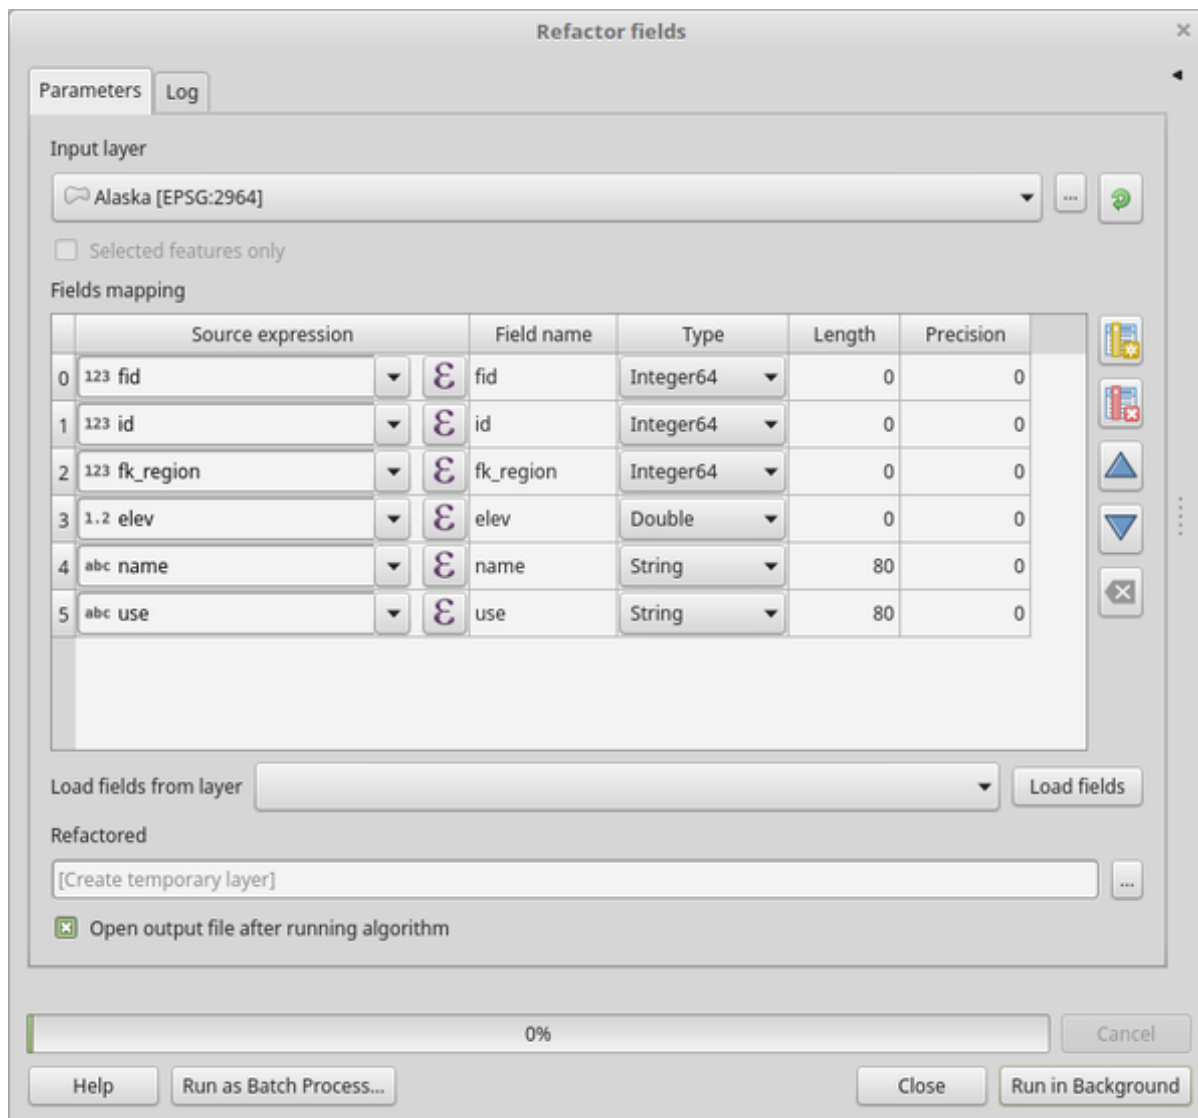 Refactor fields
Parameters Log
Input layer
Alaska [EPSG:2964] ...
Selected features only
Fields mapping
Source expression Field name Type Length Precision
0 123 fid ε fid Integer64 0 0
1 123 id ε id Integer64 0 0
2 123 fk_region ε fk_region Integer64 0 0
3 1.2 elev ε elev Double 0 0
4 abc name ε name String 80 0
5 abc use ε use String 80 0
Load fields from layer Load fields
Refactored
[Create temporary layer] ...
Open output file after running algorithm
0% Cancel
Help Run as Batch Process... Close Run in Background